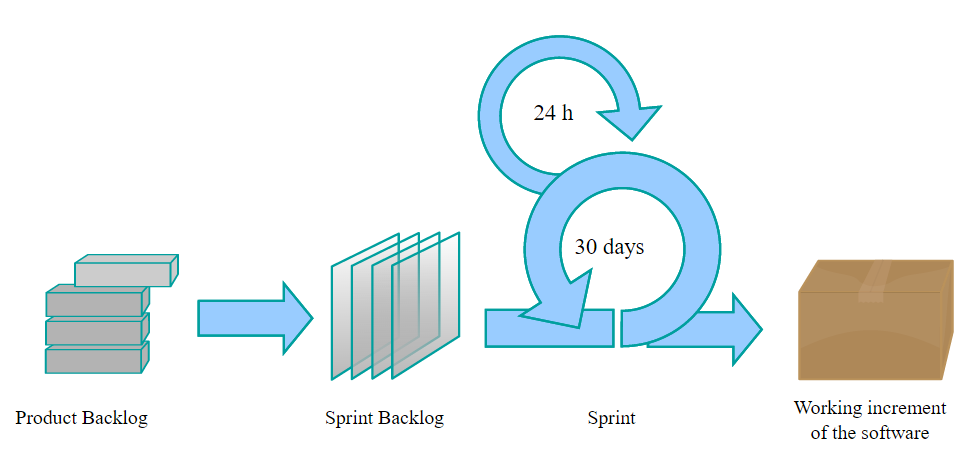 24 h
30 days
Product Backlog
Sprint Backlog
Sprint
Working increment
of the software